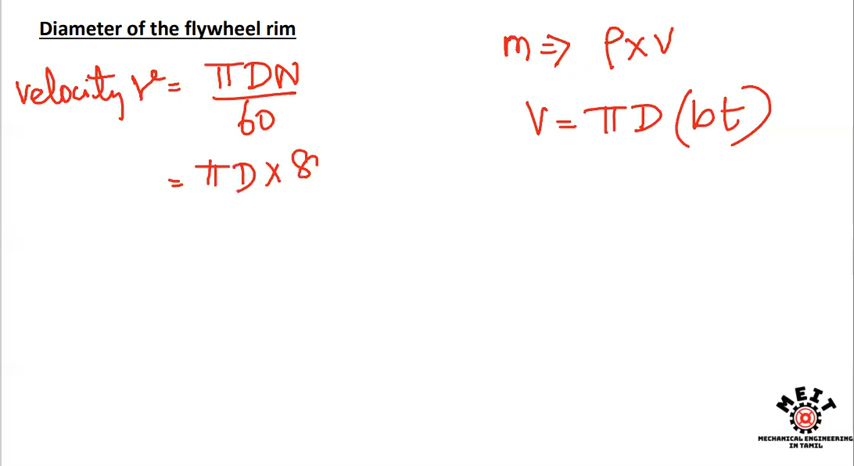 Diameter of the flywheel rim
velocity v = πDN / 60
= πD × 8
m => ρ × V
V = πD (bt)
MEIT
MECHANICAL ENGINEERING
IN TAMIL